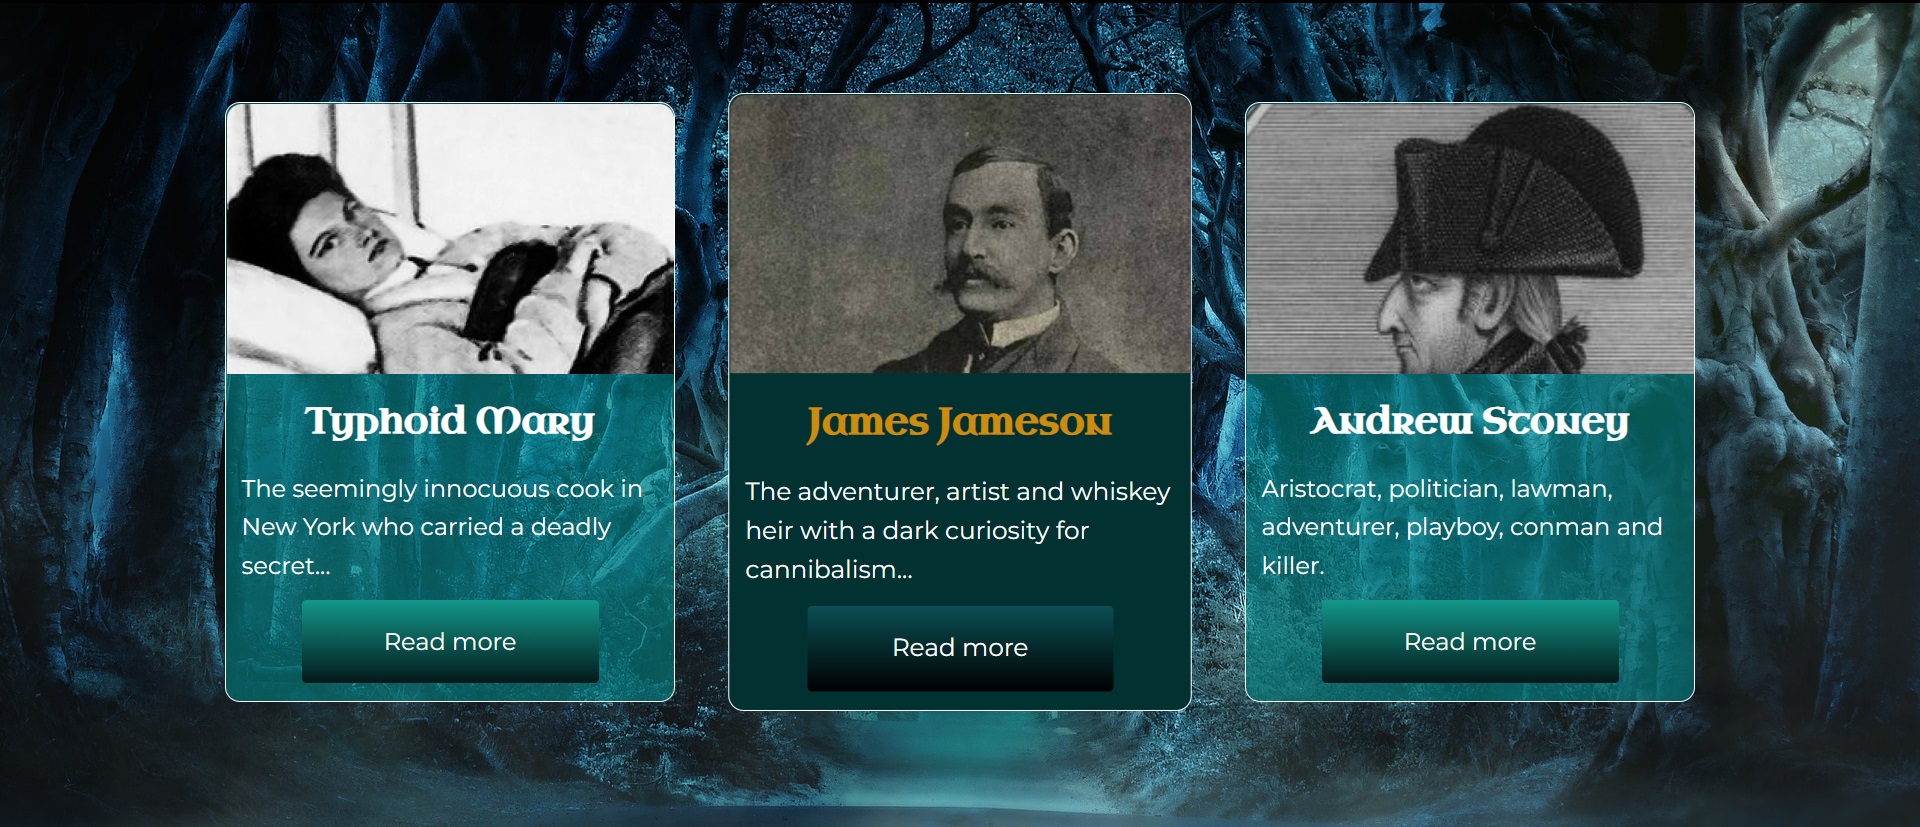 Typhoid Mary
The seemingly innocuous cook in
New York who carried a deadly
secret...
Read more
James Jameson
The adventurer, artist and whiskey
heir with a dark curiosity for
cannibalism...
Read more
Andrew Stoney
Aristocrat, politician, lawman,
adventurer, playboy, conman and
killer.
Read more